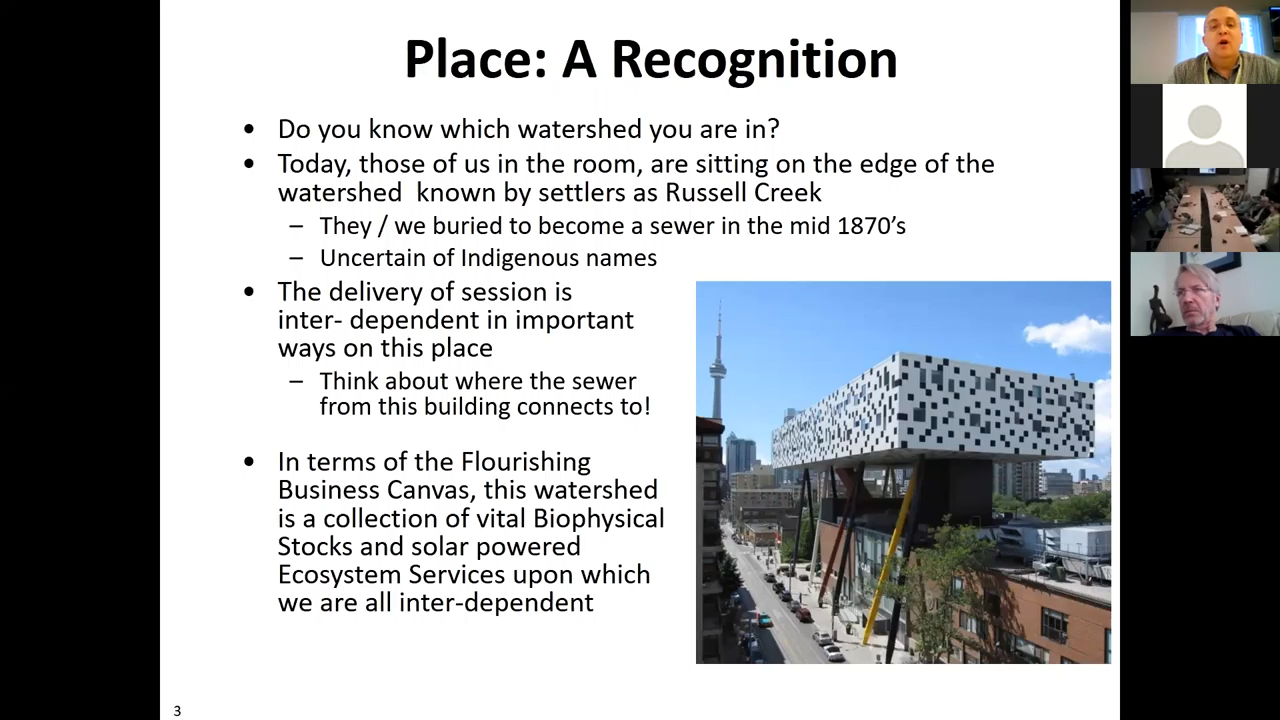 Place: A Recognition
• Do you know which watershed you are in?
• Today, those of us in the room, are sitting on the edge of the
watershed  known by settlers as Russell Creek
– They / we buried to become a sewer in the mid 1870’s
– Uncertain of Indigenous names
• The delivery of session is
inter- dependent in important
ways on this place
– Think about where the sewer
from this building connects to!
• In terms of the Flourishing
Business Canvas, this watershed
is a collection of vital Biophysical
Stocks and solar powered
Ecosystem Services upon which
we are all inter-dependent
3